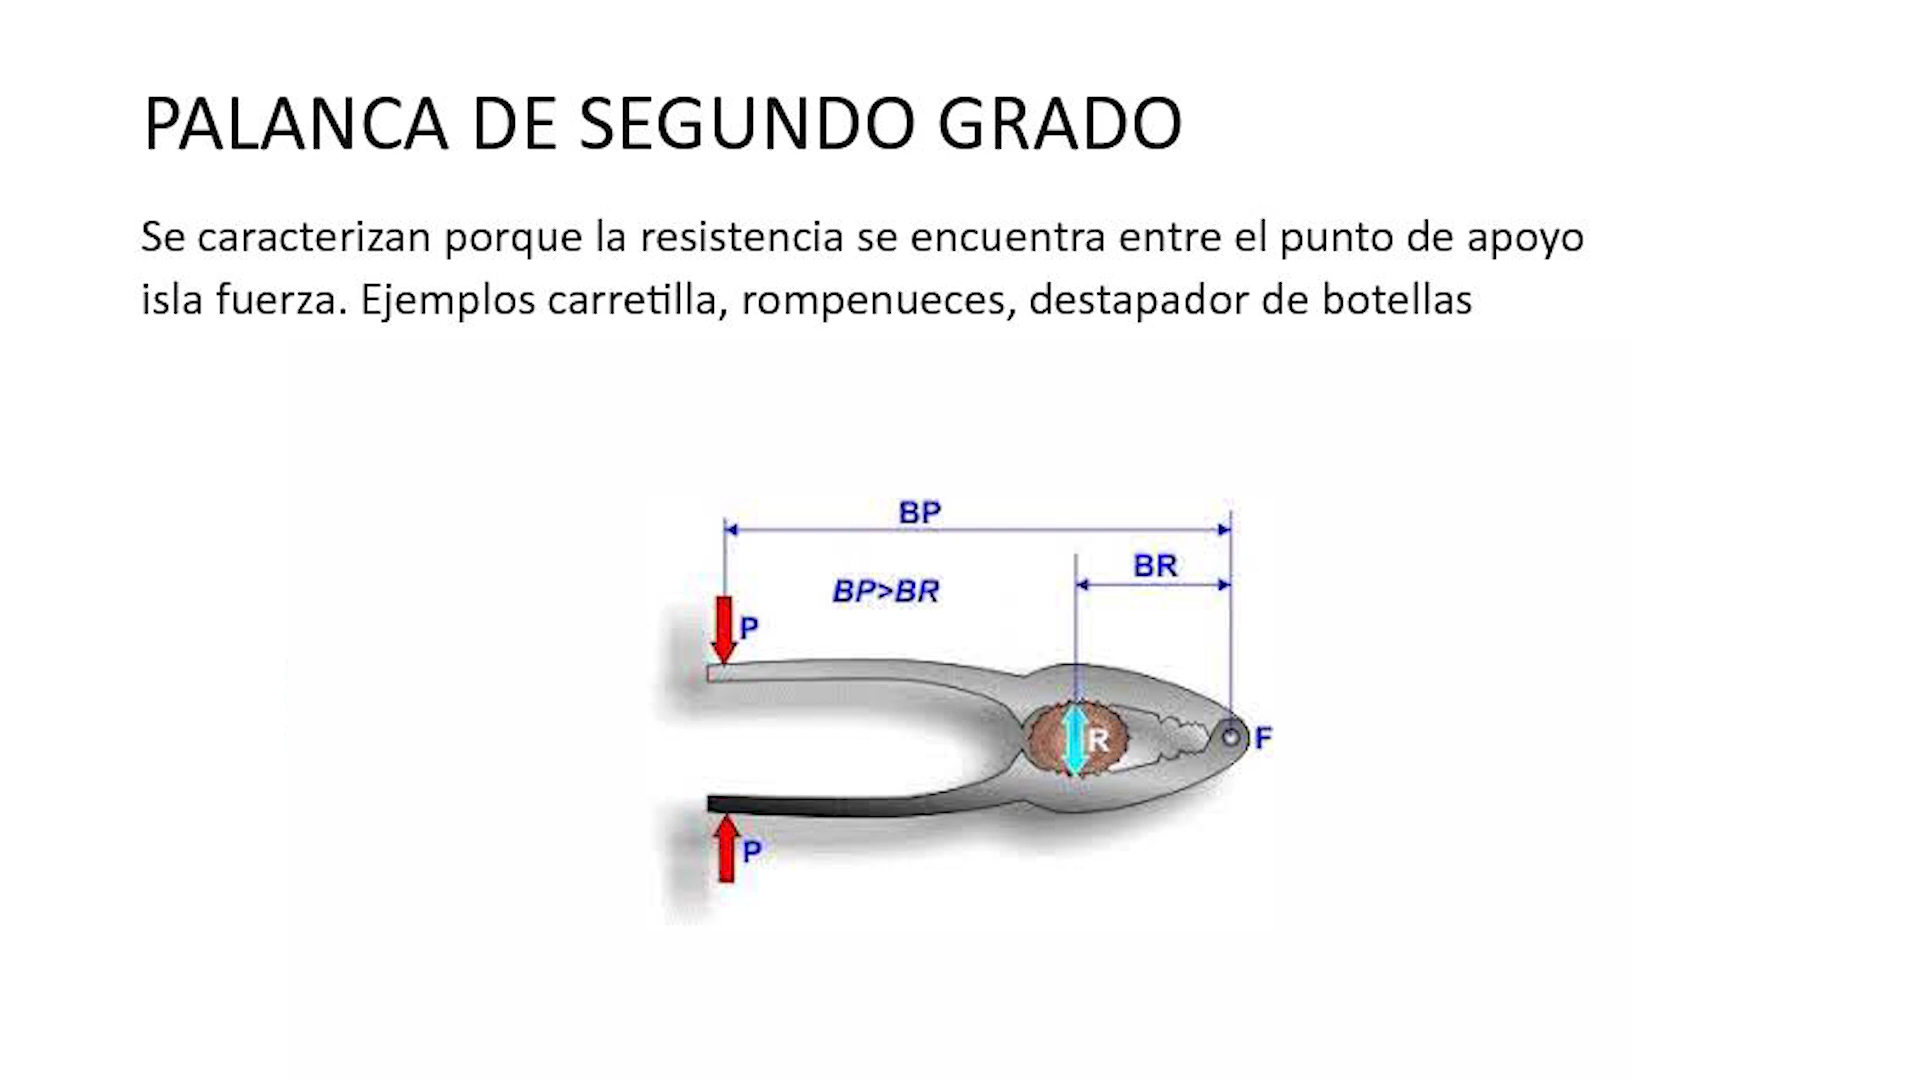 PALANCA DE SEGUNDO GRADO
Se caracterizan porque la resistencia se encuentra entre el punto de apoyo
isla fuerza. Ejemplos carretilla, rompenueces, destapador de botellas
BP
BR
BP>BR
P
R
F
P